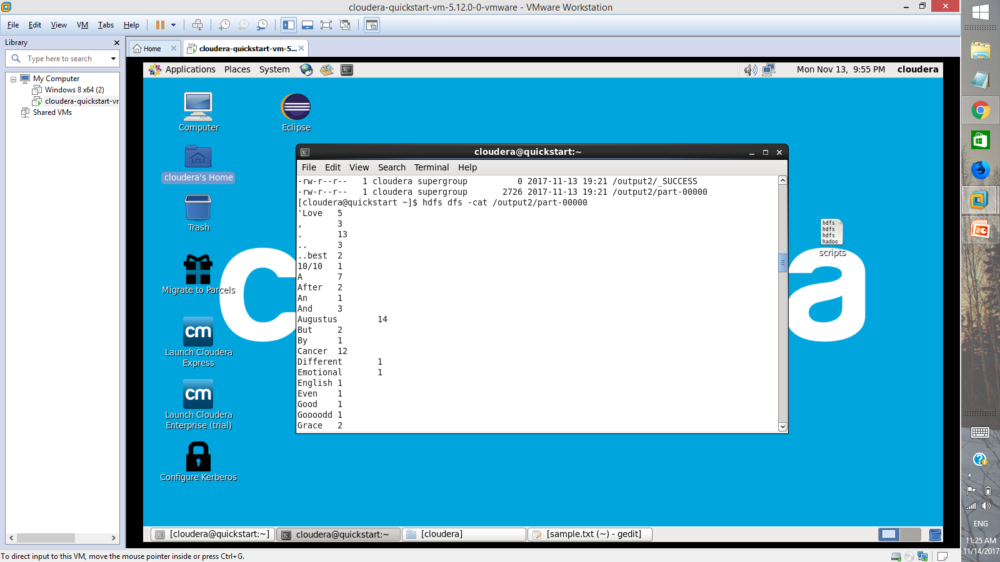 cloudera-quickstart-vm-5.12.0-0-vmware - VMware Workstation
File Edit View VM Tabs Help
Library
Type here to search
My Computer
Windows 8 x64 (2)
cloudera-quickstart-vr
Shared VMs
Home
cloudera-quickstart-vm-5...
Applications Places System
Mon Nov 13, 9:55 PM cloudera
Computer
Eclipse
cloudera's Home
Trash
Migrate to Parcels
cm
Launch Cloudera
Express
cm
Launch Cloudera
Enterprise (trial)
Configure Kerberos
c
a
hdfs
hdfs
hdfs
hadoo
scripts
cloudera@quickstart:~
File Edit View Search Terminal Help
-rw-r--r-- 1 cloudera supergroup 0 2017-11-13 19:21 /output2/_SUCCESS
-rw-r--r-- 1 cloudera supergroup 2726 2017-11-13 19:21 /output2/part-00000
[cloudera@quickstart ~]$ hdfs dfs -cat /output2/part-00000
'Love 5
, 3
. 13
.. 3
..best 2
10/10 1
A 7
After 2
An 1
And 3
Augustus 14
But 2
By 1
Cancer 12
Different 1
Emotional 1
English 1
Even 1
Good 1
Goooodd 1
Grace 2
[cloudera@quickstart:~]
cloudera@quickstart:~
[cloudera]
[sample.txt (~) - gedit]
To direct input to this VM, move the mouse pointer inside or press Ctrl+G.
ENG
11:25 AM
11/14/2017